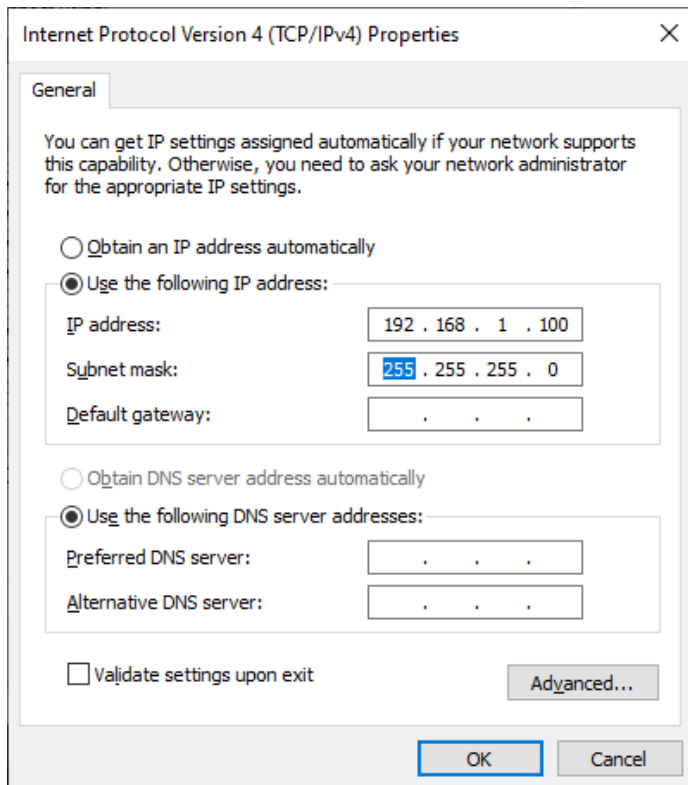 Internet Protocol Version 4 (TCP/IPv4) Properties
General
You can get IP settings assigned automatically if your network supports
this capability. Otherwise, you need to ask your network administrator
for the appropriate IP settings.
Obtain an IP address automatically
Use the following IP address:
IP address: 192 . 168 . 1 . 100
Subnet mask: 255 . 255 . 255 . 0
Default gateway: . . .
Obtain DNS server address automatically
Use the following DNS server addresses:
Preferred DNS server: . . .
Alternative DNS server: . . .
Validate settings upon exit
Advanced...
OK Cancel